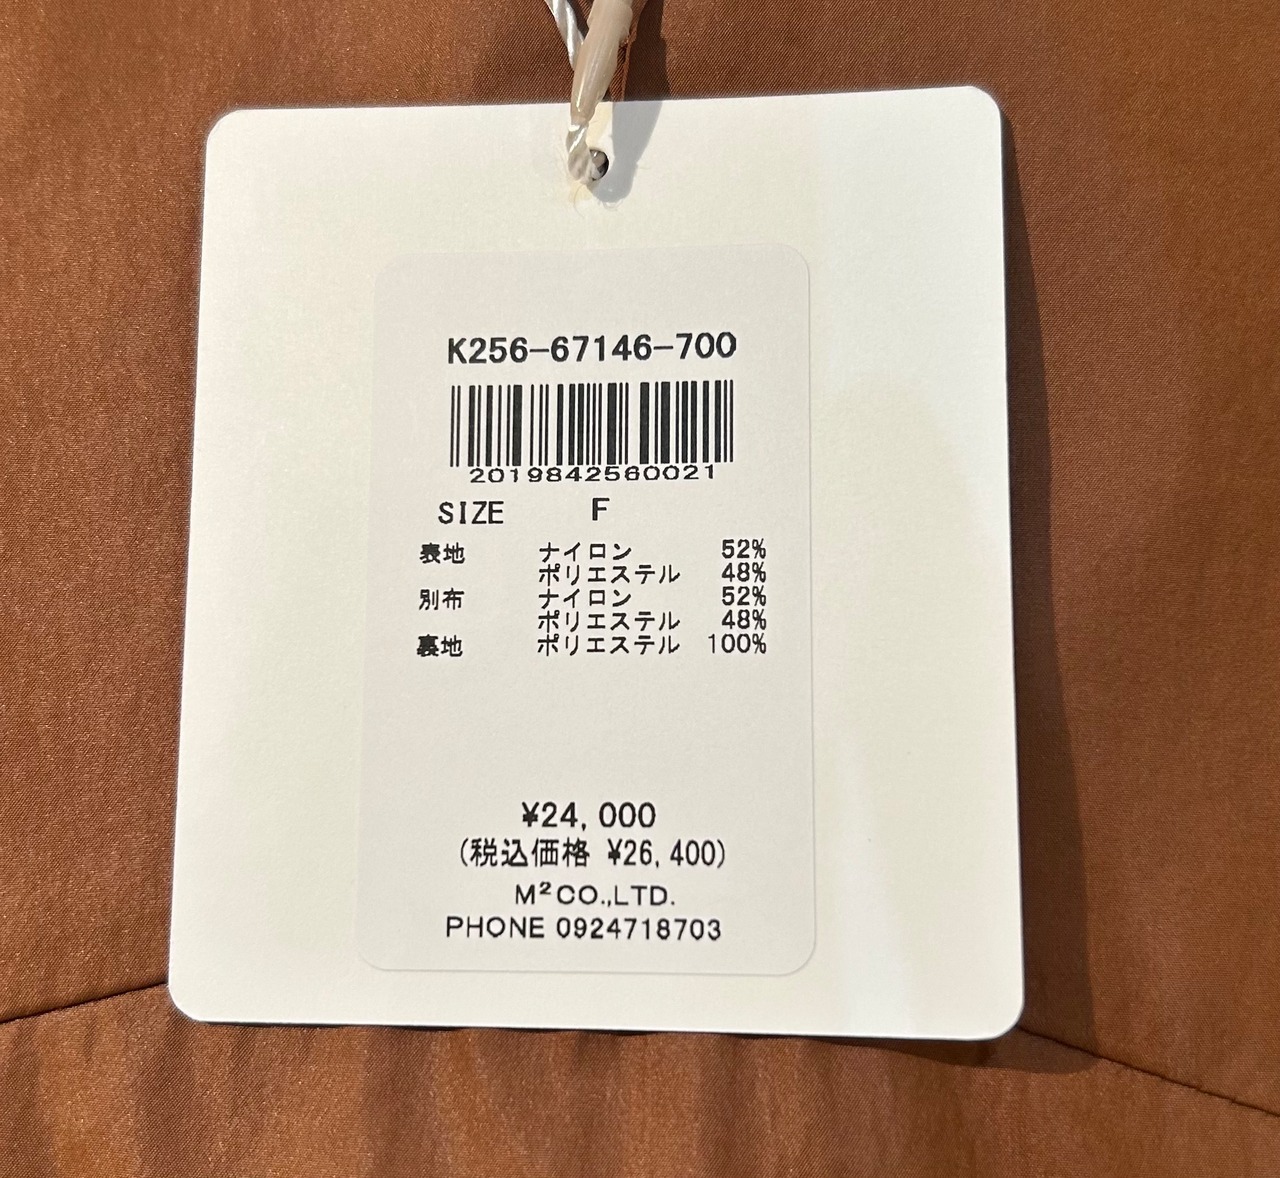 K256-67146-700
2019842560021
SIZE F
表地 ナイロン 52%
ポリエステル 48%
別布 ナイロン 52%
ポリエステル 48%
裏地 ポリエステル 100%
¥24,000
(税込価格 ¥26,400)
M²CO.,LTD.
PHONE 0924718703